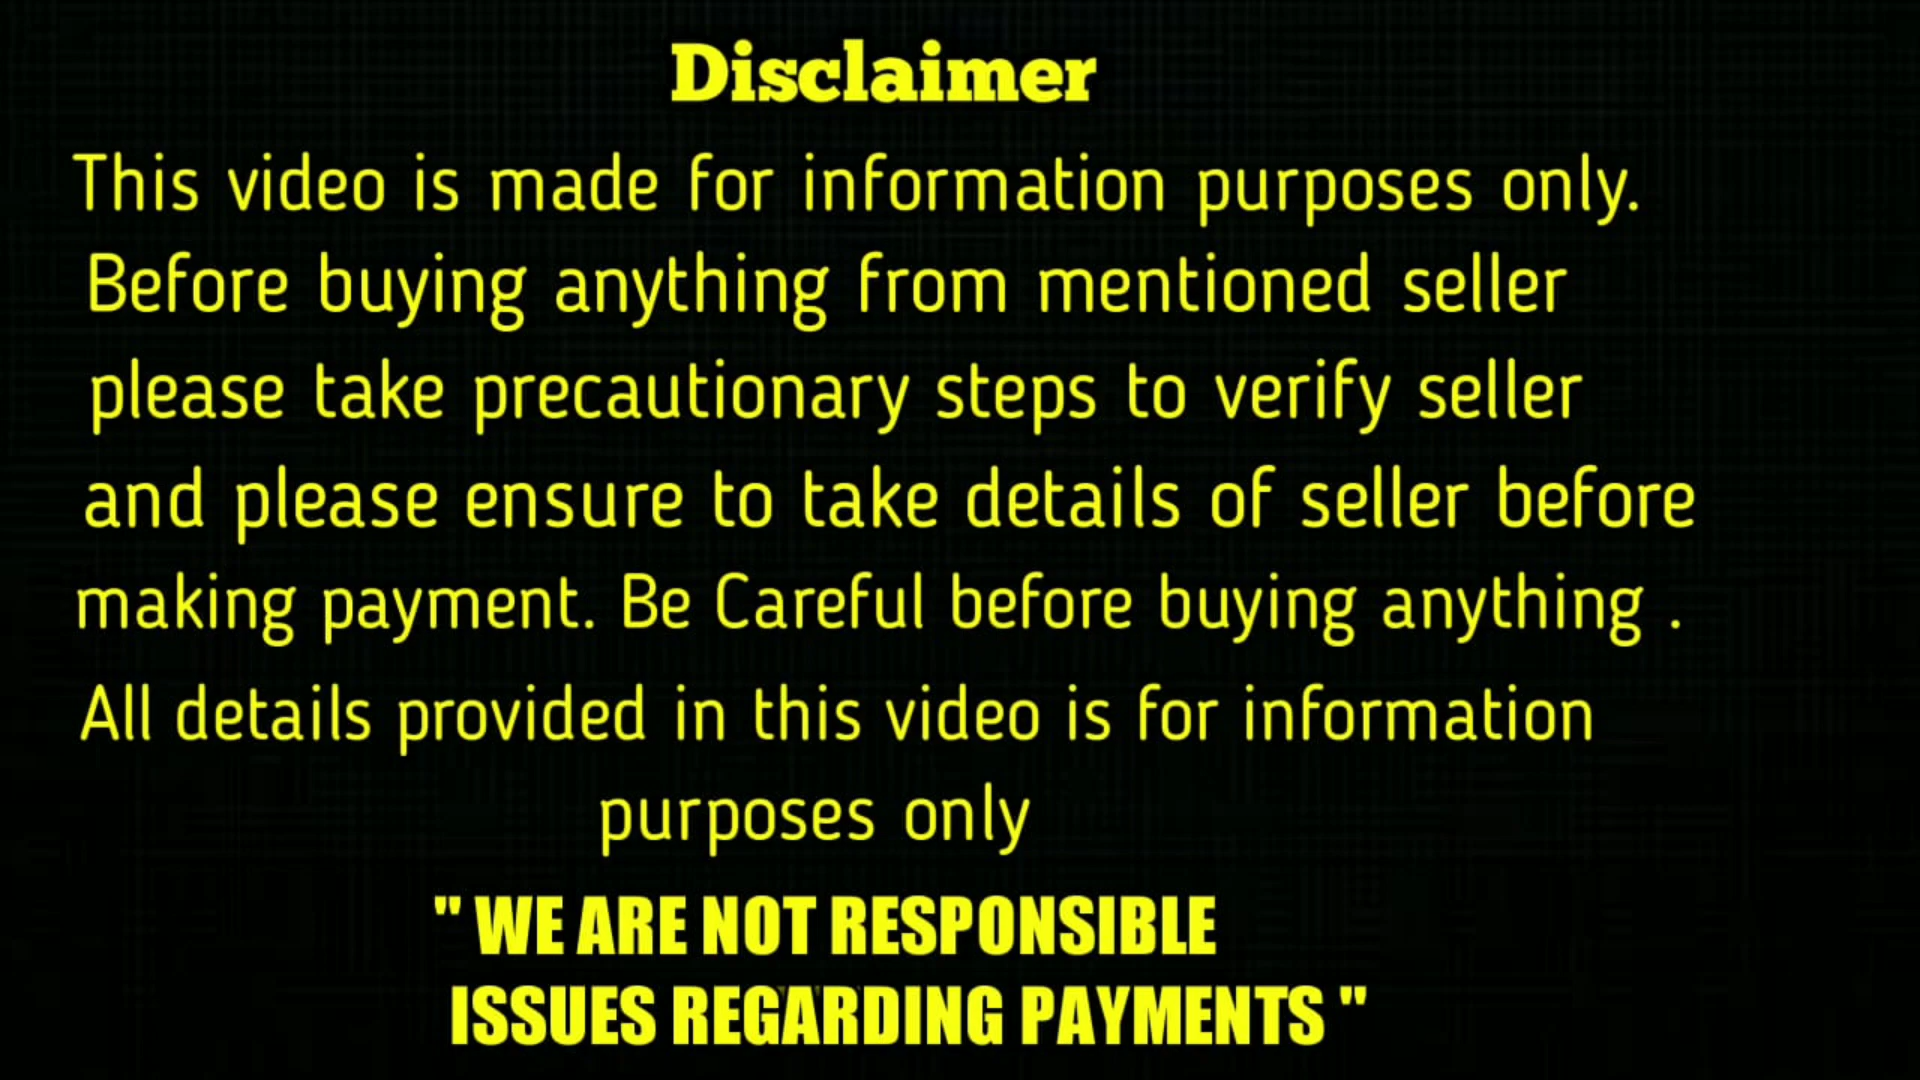 Disclaimer
This video is made for information purposes only.
Before buying anything from mentioned seller
please take precautionary steps to verify seller
and please ensure to take details of seller before
making payment. Be Careful before buying anything .
All details provided in this video is for information
purposes only
" WE ARE NOT RESPONSIBLE
ISSUES REGARDING PAYMENTS "